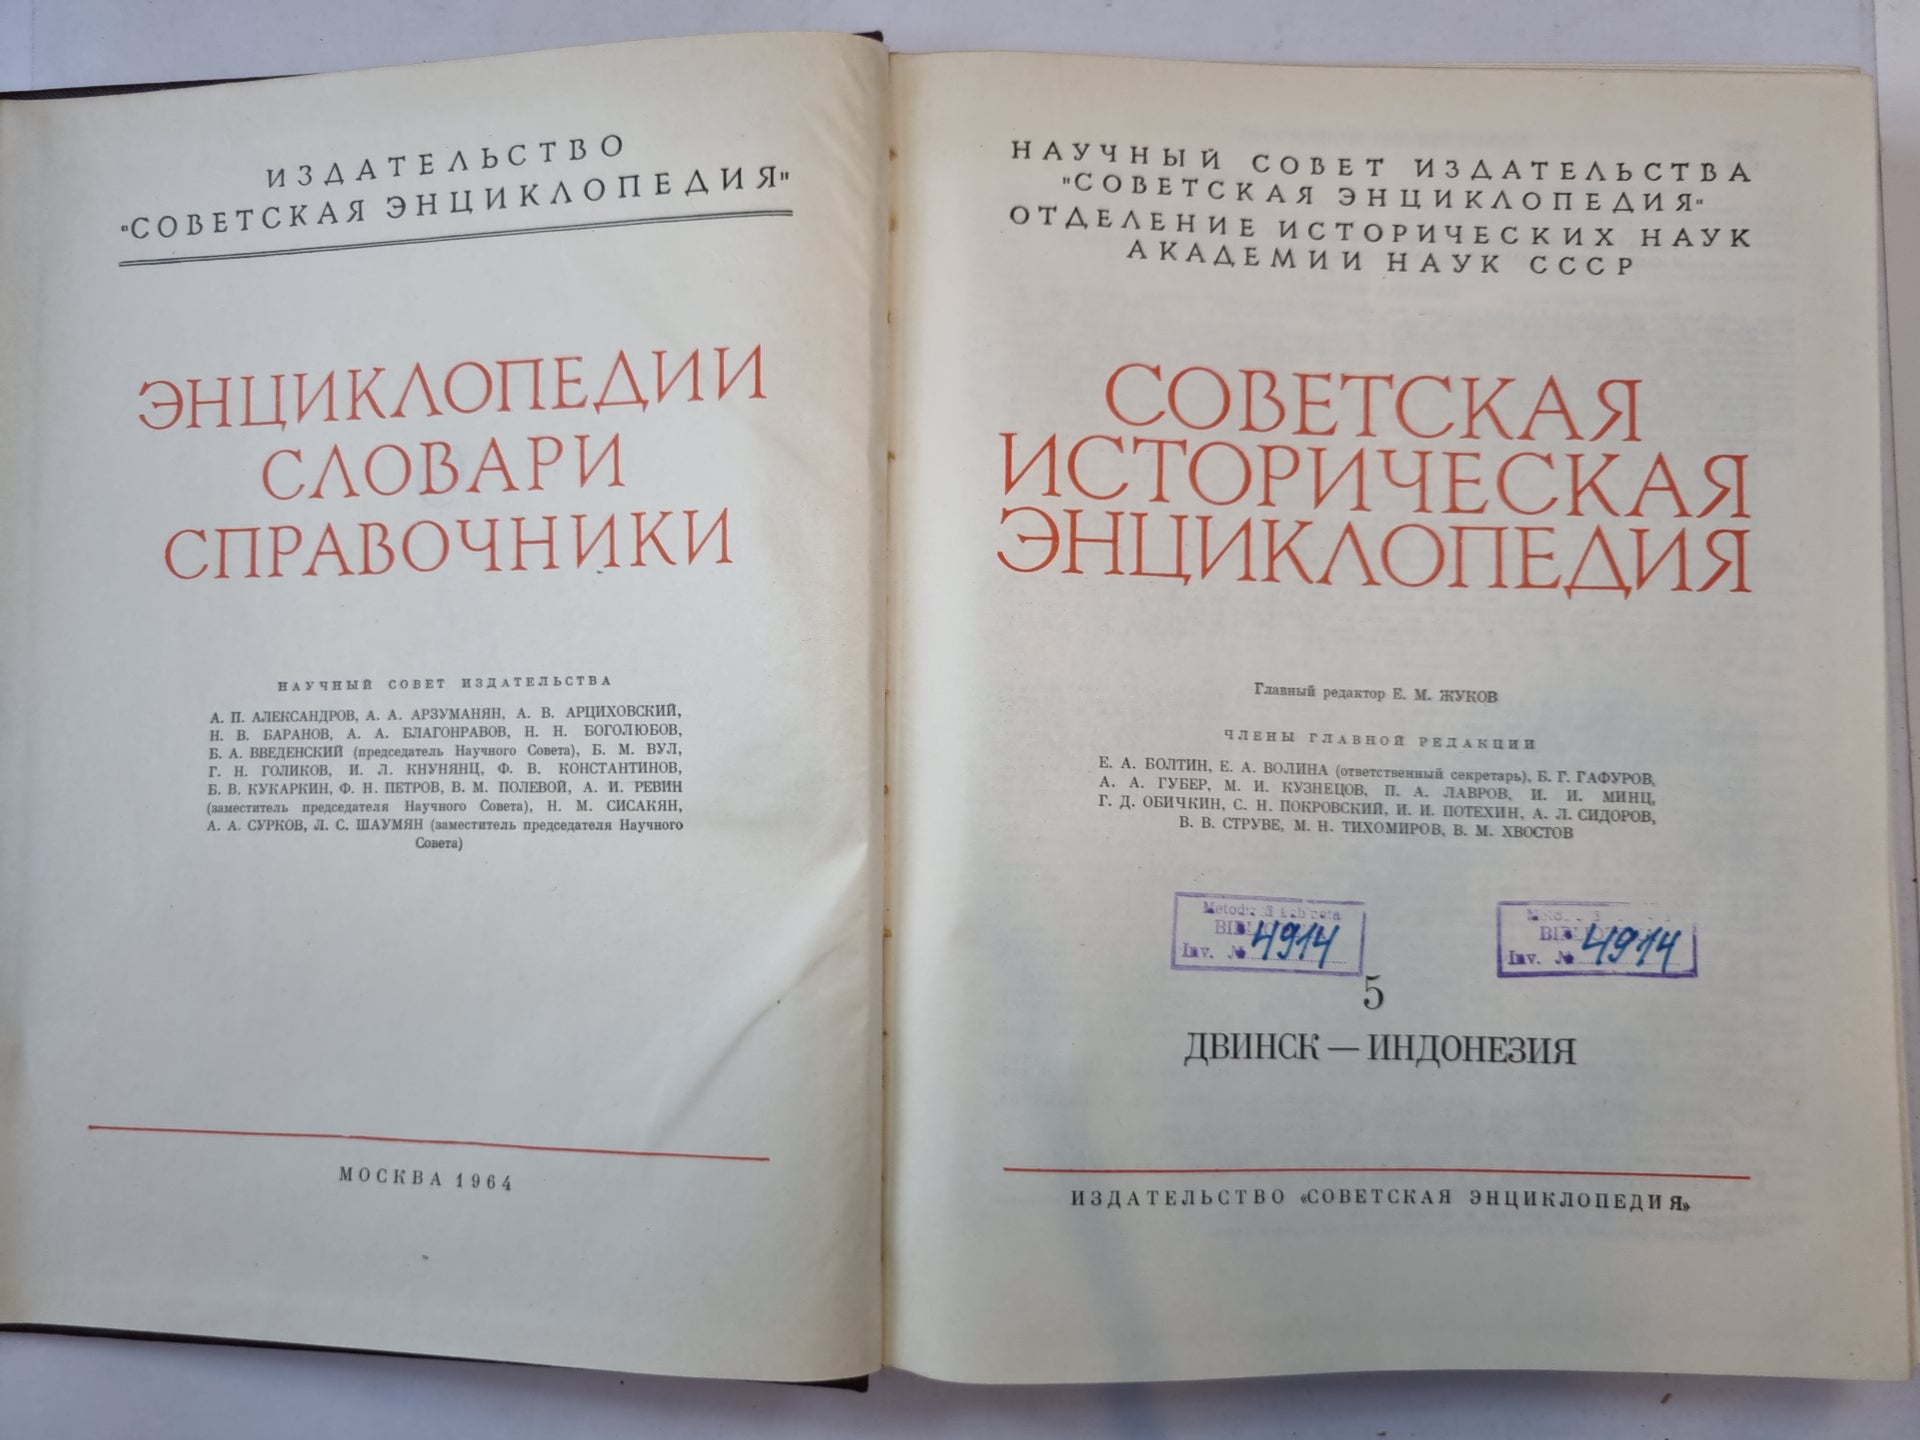 ИЗДАТЕЛЬСТВО
"СОВЕТСКАЯ ЭНЦИКЛОПЕДИЯ"
ЭНЦИКЛОПЕДИИ
СЛОВАРИ
СПРАВОЧНИКИ
НАУЧНЫЙ СОВЕТ ИЗДАТЕЛЬСТВА
А. П. АЛЕКСАНДРОВ, А. А. АРЗУМАНЯН, А. В. АРЦИХОВСКИЙ,
Н. В. БАРАНОВ, А. А. БЛАГОНРАВОВ, Н. Н. БОГОЛЮБОВ,
Б. А. ВВЕДЕНСКИЙ (председатель Научного Совета), Б. М. ВУЛ,
Г. Н. ГОЛИКОВ, И. Л. КНУНЯНЦ, Ф. В. КОНСТАНТИНОВ,
Б. В. КУКАРКИН, Ф. Н. ПЕТРОВ, В. М. ПОЛЕВОЙ, А. И. РЕВИН
(заместитель председателя Научного Совета), Н. М. СИСАКЯН,
А. А. СУРКОВ, Л. С. ШАУМЯН (заместитель председателя Научного
Совета)
МОСКВА 1964
НАУЧНЫЙ СОВЕТ ИЗДАТЕЛЬСТВА
"СОВЕТСКАЯ ЭНЦИКЛОПЕДИЯ"
ОТДЕЛЕНИЕ ИСТОРИЧЕСКИХ НАУК
АКАДЕМИИ НАУК СССР
СОВЕТСКАЯ
ИСТОРИЧЕСКАЯ
ЭНЦИКЛОПЕДИЯ
Главный редактор Е. М. ЖУКОВ
ЧЛЕНЫ ГЛАВНОЙ РЕДАКЦИИ
Е. А. БОЛТИН, Е. А. ВОЛИНА (ответственный секретарь), Б. Г. ГАФУРОВ,
А. А. ГУБЕР, М. И. КУЗНЕЦОВ, П. А. ЛАВРОВ, И. И. МИНЦ,
Г. Д. ОБИЧКИН, С. Н. ПОКРОВСКИЙ, И. И. ПОТЕХИН, А. Л. СИДОРОВ,
В. В. СТРУВЕ, М. Н. ТИХОМИРОВ, В. М. ХВОСТОВ
Inv. № 4914
Inv. № 4914
5
ДВИНСК — ИНДОНЕЗИЯ
ИЗДАТЕЛЬСТВО «СОВЕТСКАЯ ЭНЦИКЛОПЕДИЯ»